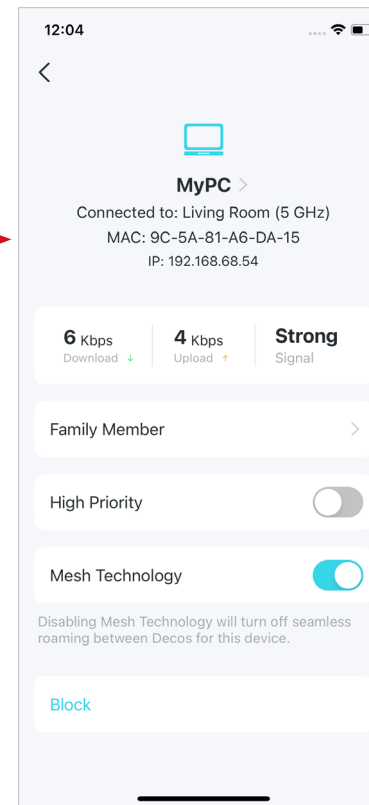 12:04
MyPC
Connected to: Living Room (5 GHz)
MAC: 9C-5A-81-A6-DA-15
IP: 192.168.68.54
6 Kbps
Download ↓
4 Kbps
Upload ↑
Strong
Signal
Family Member
High Priority
Mesh Technology
Disabling Mesh Technology will turn off seamless
roaming between Decos for this device.
Block